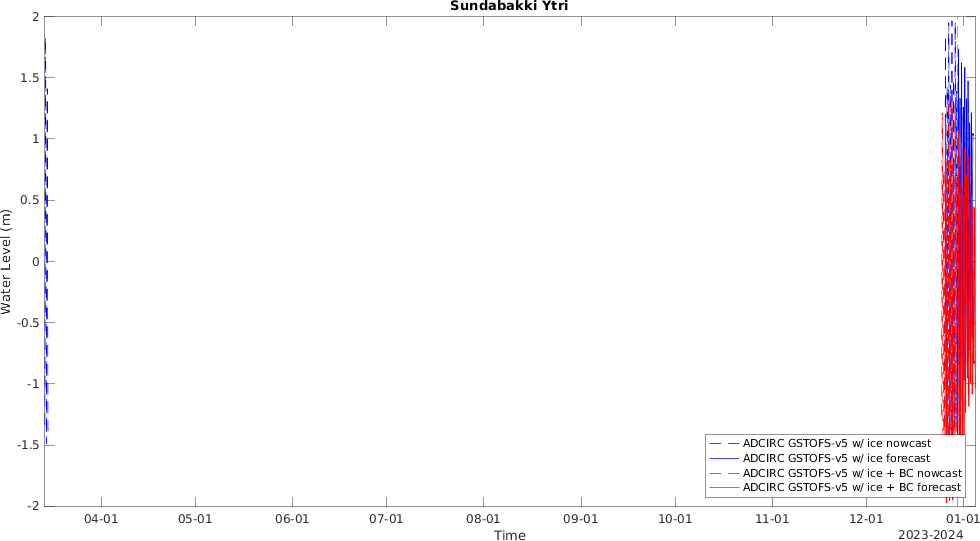 Sundabakki Ytri
2
1.5
1
0.5
0
-0.5
-1
-1.5
-2
Water Level (m)
ADCIRC GSTOFS-v5 w/ ice nowcast
ADCIRC GSTOFS-v5 w/ ice forecast
ADCIRC GSTOFS-v5 w/ ice + BC nowcast
ADCIRC GSTOFS-v5 w/ ice + BC forecast
04-01 05-01 06-01 07-01 08-01 09-01 10-01 11-01 12-01 01-01
Time
2023-2024